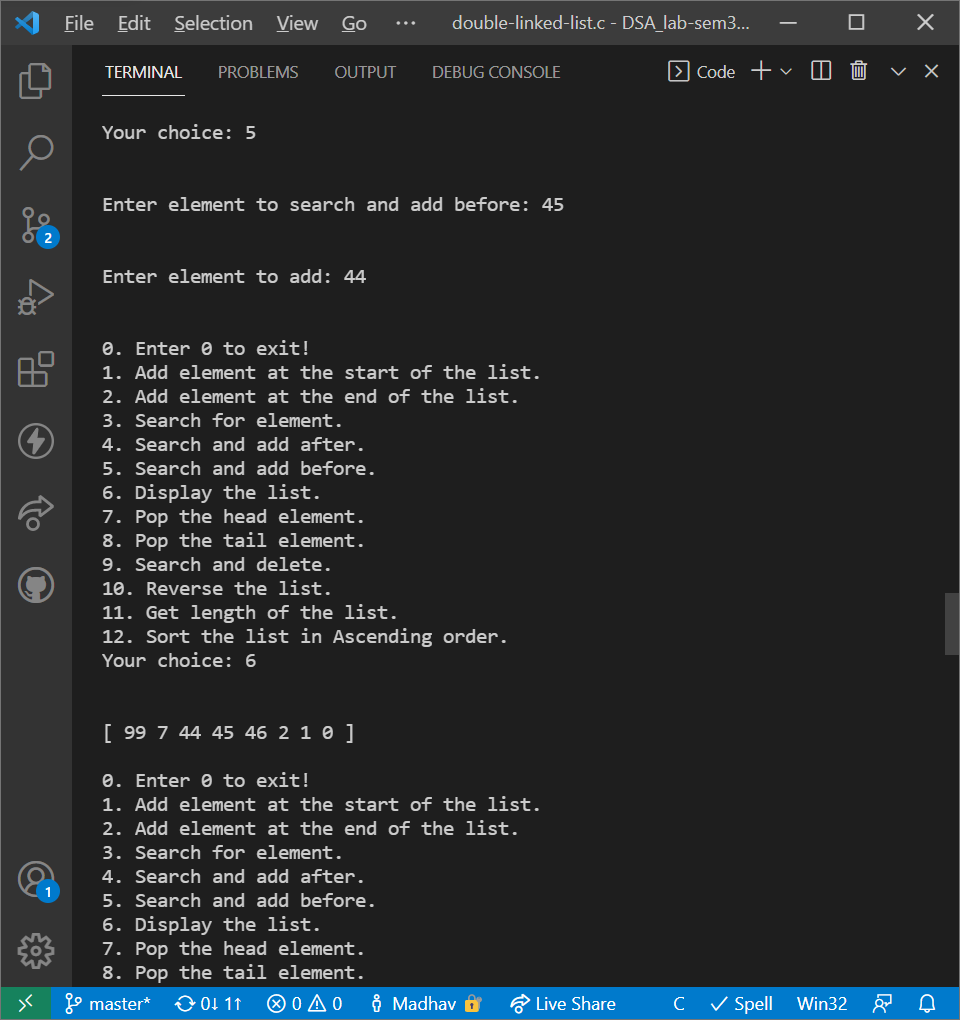 File Edit Selection View Go ··· double-linked-list.c - DSA_lab-sem3...
TERMINAL PROBLEMS OUTPUT DEBUG CONSOLE Code
Your choice: 5
Enter element to search and add before: 45
2
Enter element to add: 44
0. Enter 0 to exit!
1. Add element at the start of the list.
2. Add element at the end of the list.
3. Search for element.
4. Search and add after.
5. Search and add before.
6. Display the list.
7. Pop the head element.
8. Pop the tail element.
9. Search and delete.
10. Reverse the list.
11. Get length of the list.
12. Sort the list in Ascending order.
Your choice: 6
[ 99 7 44 45 46 2 1 0 ]
0. Enter 0 to exit!
1. Add element at the start of the list.
2. Add element at the end of the list.
3. Search for element.
4. Search and add after.
1
5. Search and add before.
6. Display the list.
7. Pop the head element.
8. Pop the tail element.
master* 0↓ 1↑ 0 0 Madhav Live Share C Spell Win32